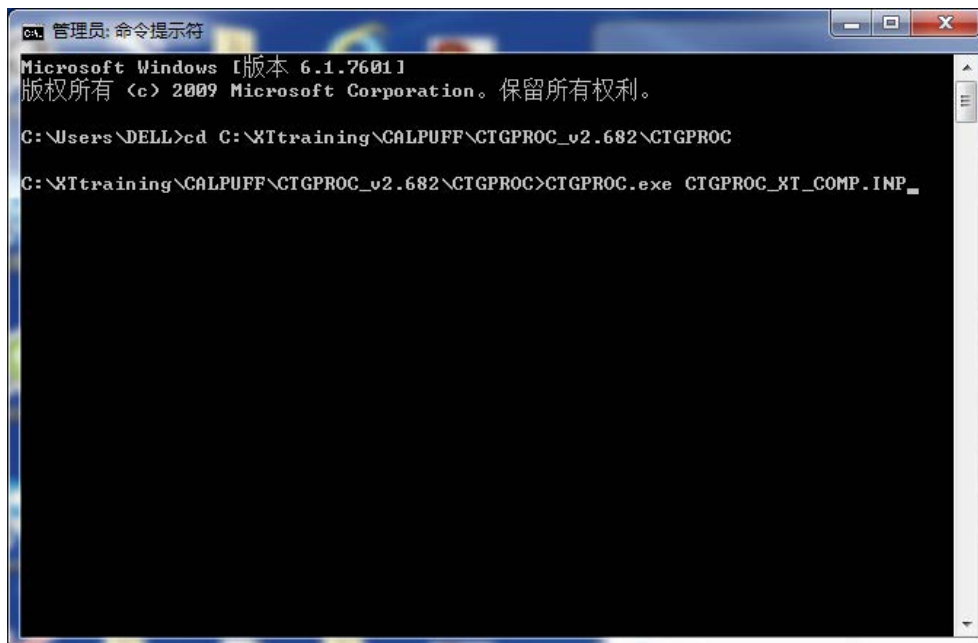 管理员: 命令提示符
Microsoft Windows [版本 6.1.7601]
版权所有 (c) 2009 Microsoft Corporation。保留所有权利。
C:\Users\DELL>cd C:\XTtraining\CALPUFF\CTGPROC_v2.682\CTGPROC
C:\XTtraining\CALPUFF\CTGPROC_v2.682\CTGPROC>CTGPROC.exe CTGPROC_XT_COMP.INP_